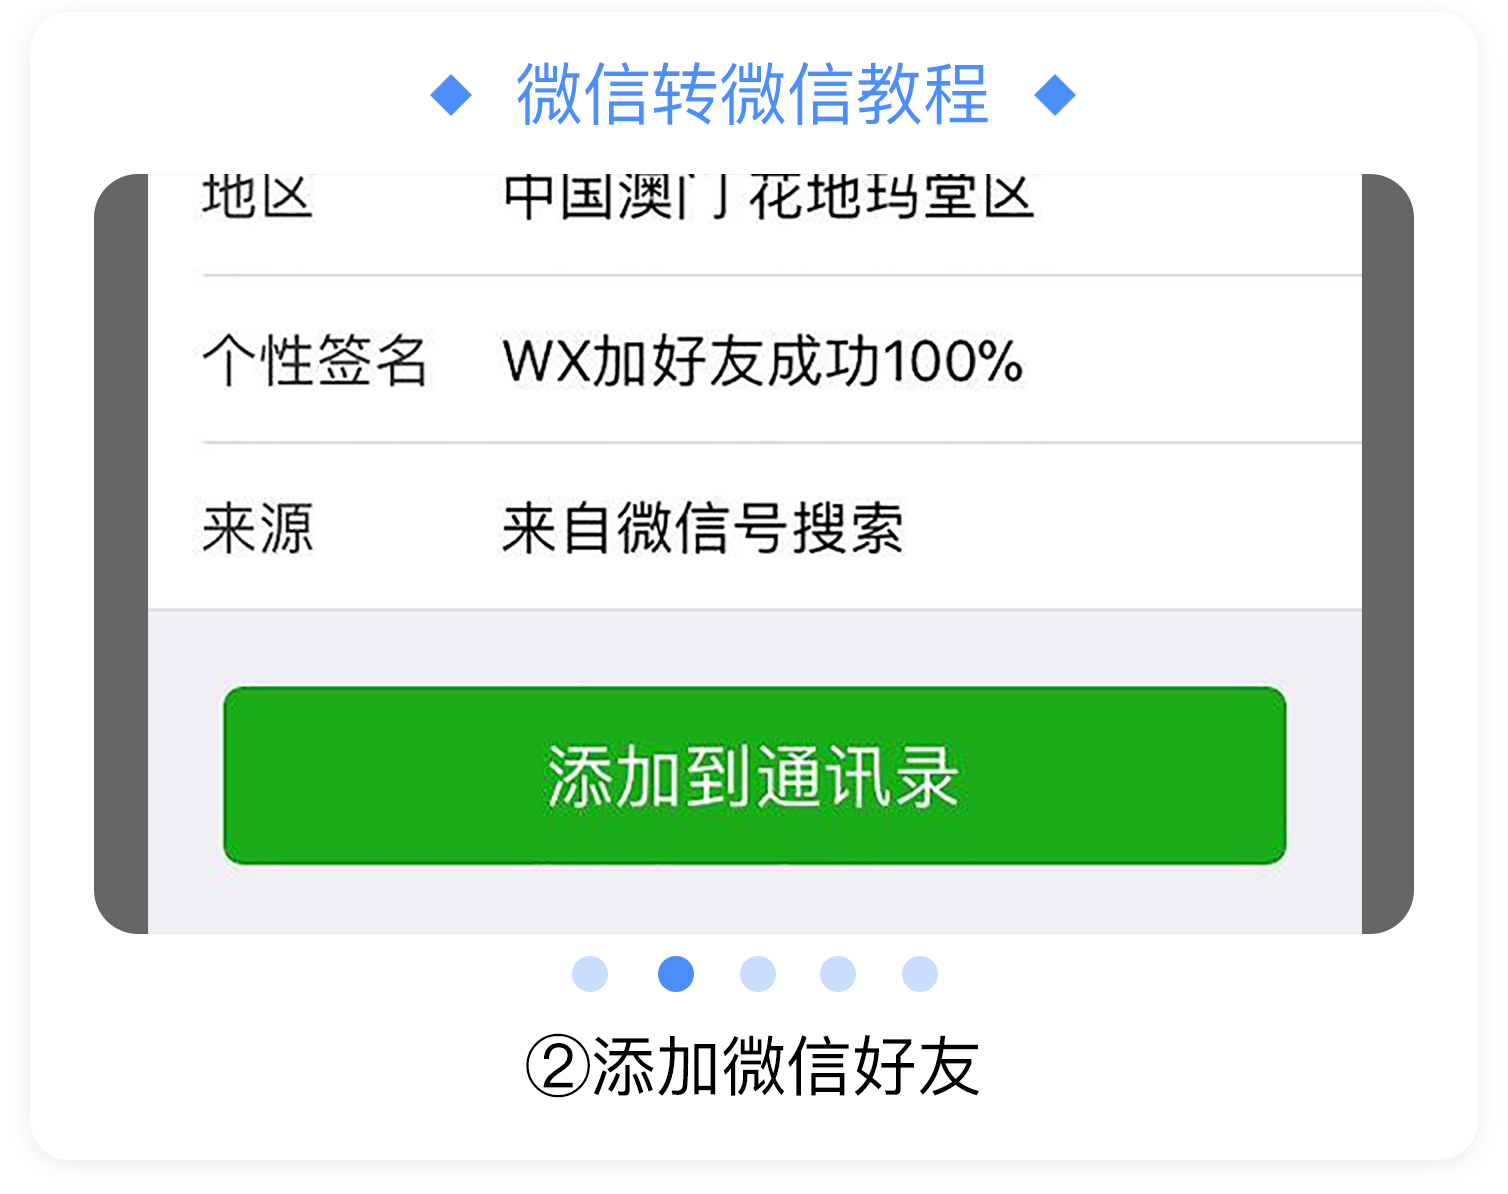 微信转微信教程
地区 中国澳门 花地玛堂区
个性签名 WX加好友成功100%
来源 来自微信号搜索
添加到通讯录
②添加微信好友